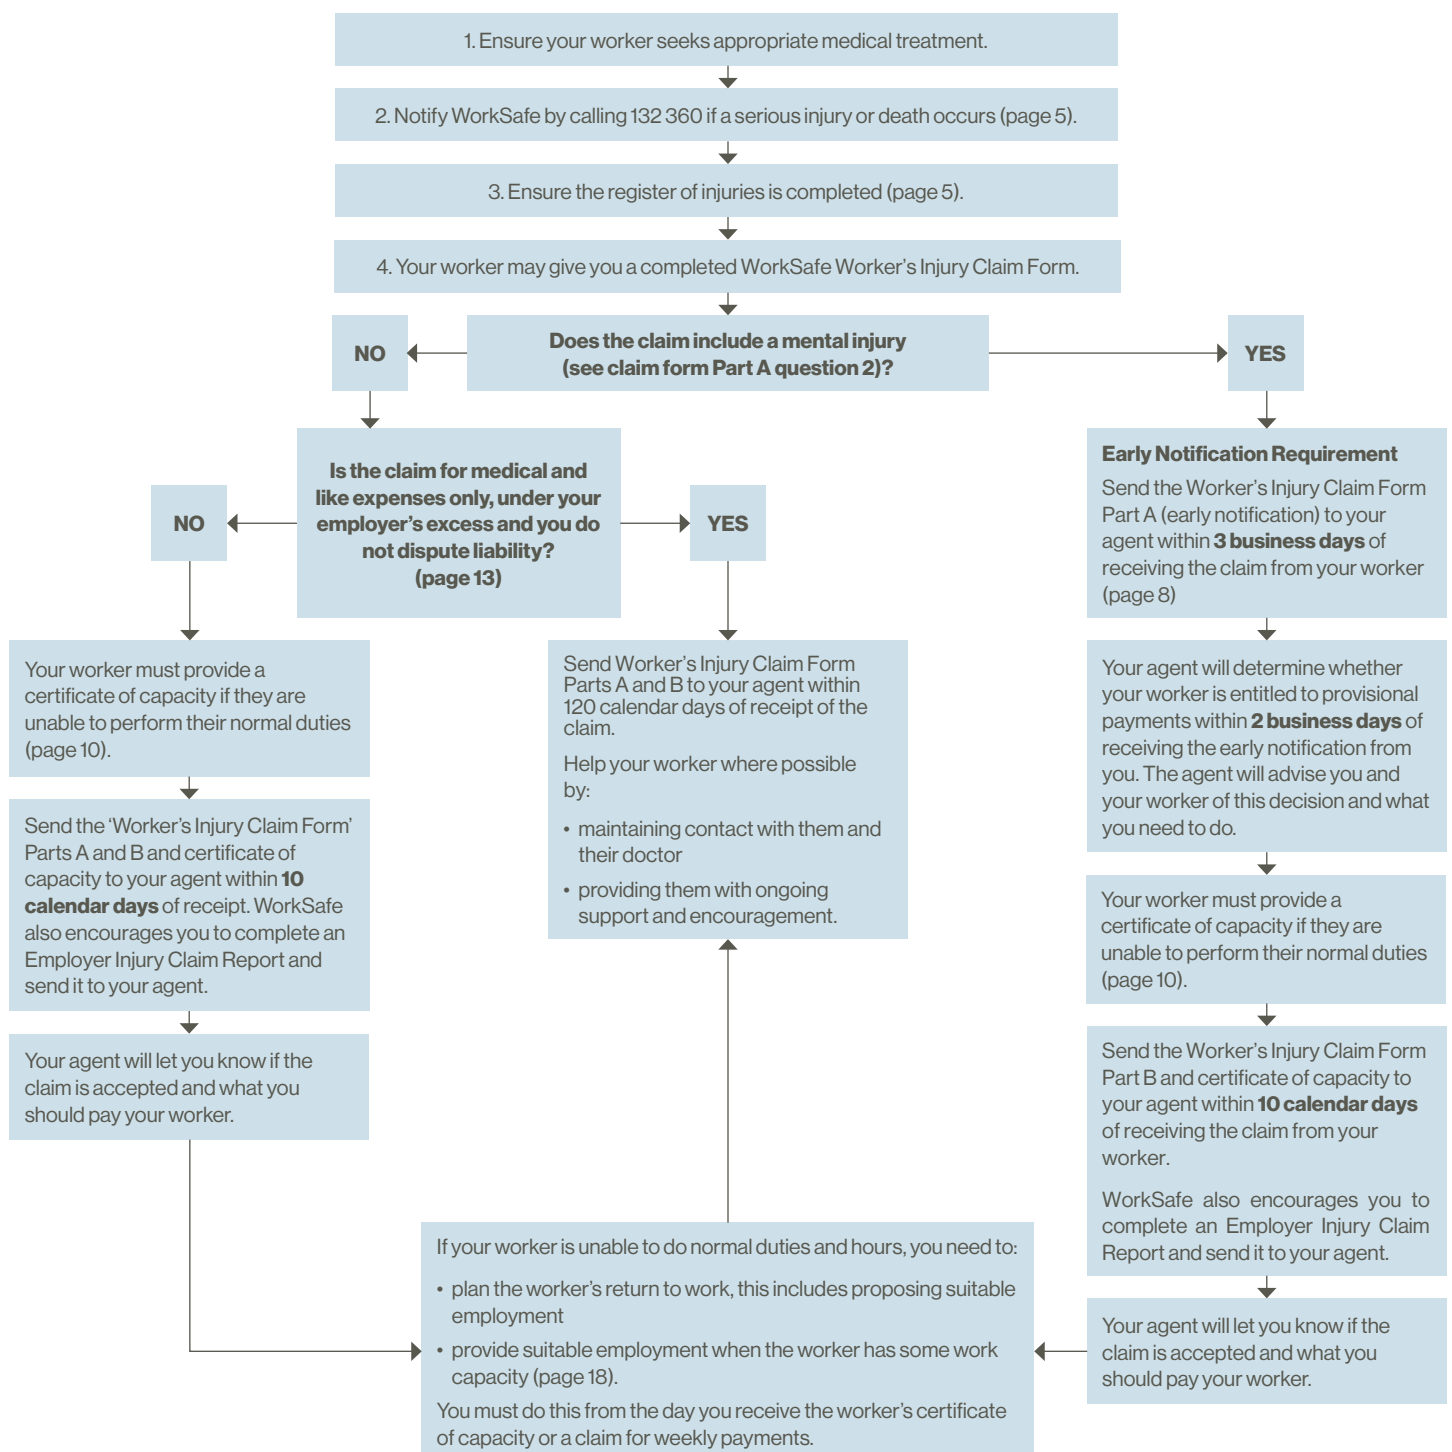 1. Ensure your worker seeks appropriate medical treatment.
2. Notify WorkSafe by calling 132 360 if a serious injury or death occurs (page 5).
3. Ensure the register of injuries is completed (page 5).
4. Your worker may give you a completed WorkSafe Worker's Injury Claim Form.
NO
Does the claim include a mental injury
(see claim form Part A question 2)?
YES
NO
Is the claim for medical and
like expenses only, under your
employer's excess and you do
not dispute liability?
(page 13)
YES
Early Notification Requirement
Send the Worker's Injury Claim Form
Part A (early notification) to your
agent within 3 business days of
receiving the claim from your worker
(page 8)
Your worker must provide a
certificate of capacity if they are
unable to perform their normal duties
(page 10).
Send the 'Worker's Injury Claim Form'
Parts A and B and certificate of
capacity to your agent within 10
calendar days of receipt. WorkSafe
also encourages you to complete an
Employer Injury Claim Report and
send it to your agent.
Your agent will let you know if the
claim is accepted and what you
should pay your worker.
Send Worker's Injury Claim Form
Parts A and B to your agent within
120 calendar days of receipt of the
claim.
Help your worker where possible
by:
• maintaining contact with them and
their doctor
• providing them with ongoing
support and encouragement.
Your agent will determine whether
your worker is entitled to provisional
payments within 2 business days of
receiving the early notification from
you. The agent will advise you and
your worker of this decision and what
you need to do.
Your worker must provide a
certificate of capacity if they are
unable to perform their normal duties
(page 10).
Send the Worker's Injury Claim Form
Part B and certificate of capacity to
your agent within 10 calendar days
of receiving the claim from your
worker.
WorkSafe also encourages you to
complete an Employer Injury Claim
Report and send it to your agent.
Your agent will let you know if the
claim is accepted and what you
should pay your worker.
If your worker is unable to do normal duties and hours, you need to:
• plan the worker's return to work, this includes proposing suitable
employment
• provide suitable employment when the worker has some work
capacity (page 18).
You must do this from the day you receive the worker's certificate
of capacity or a claim for weekly payments.